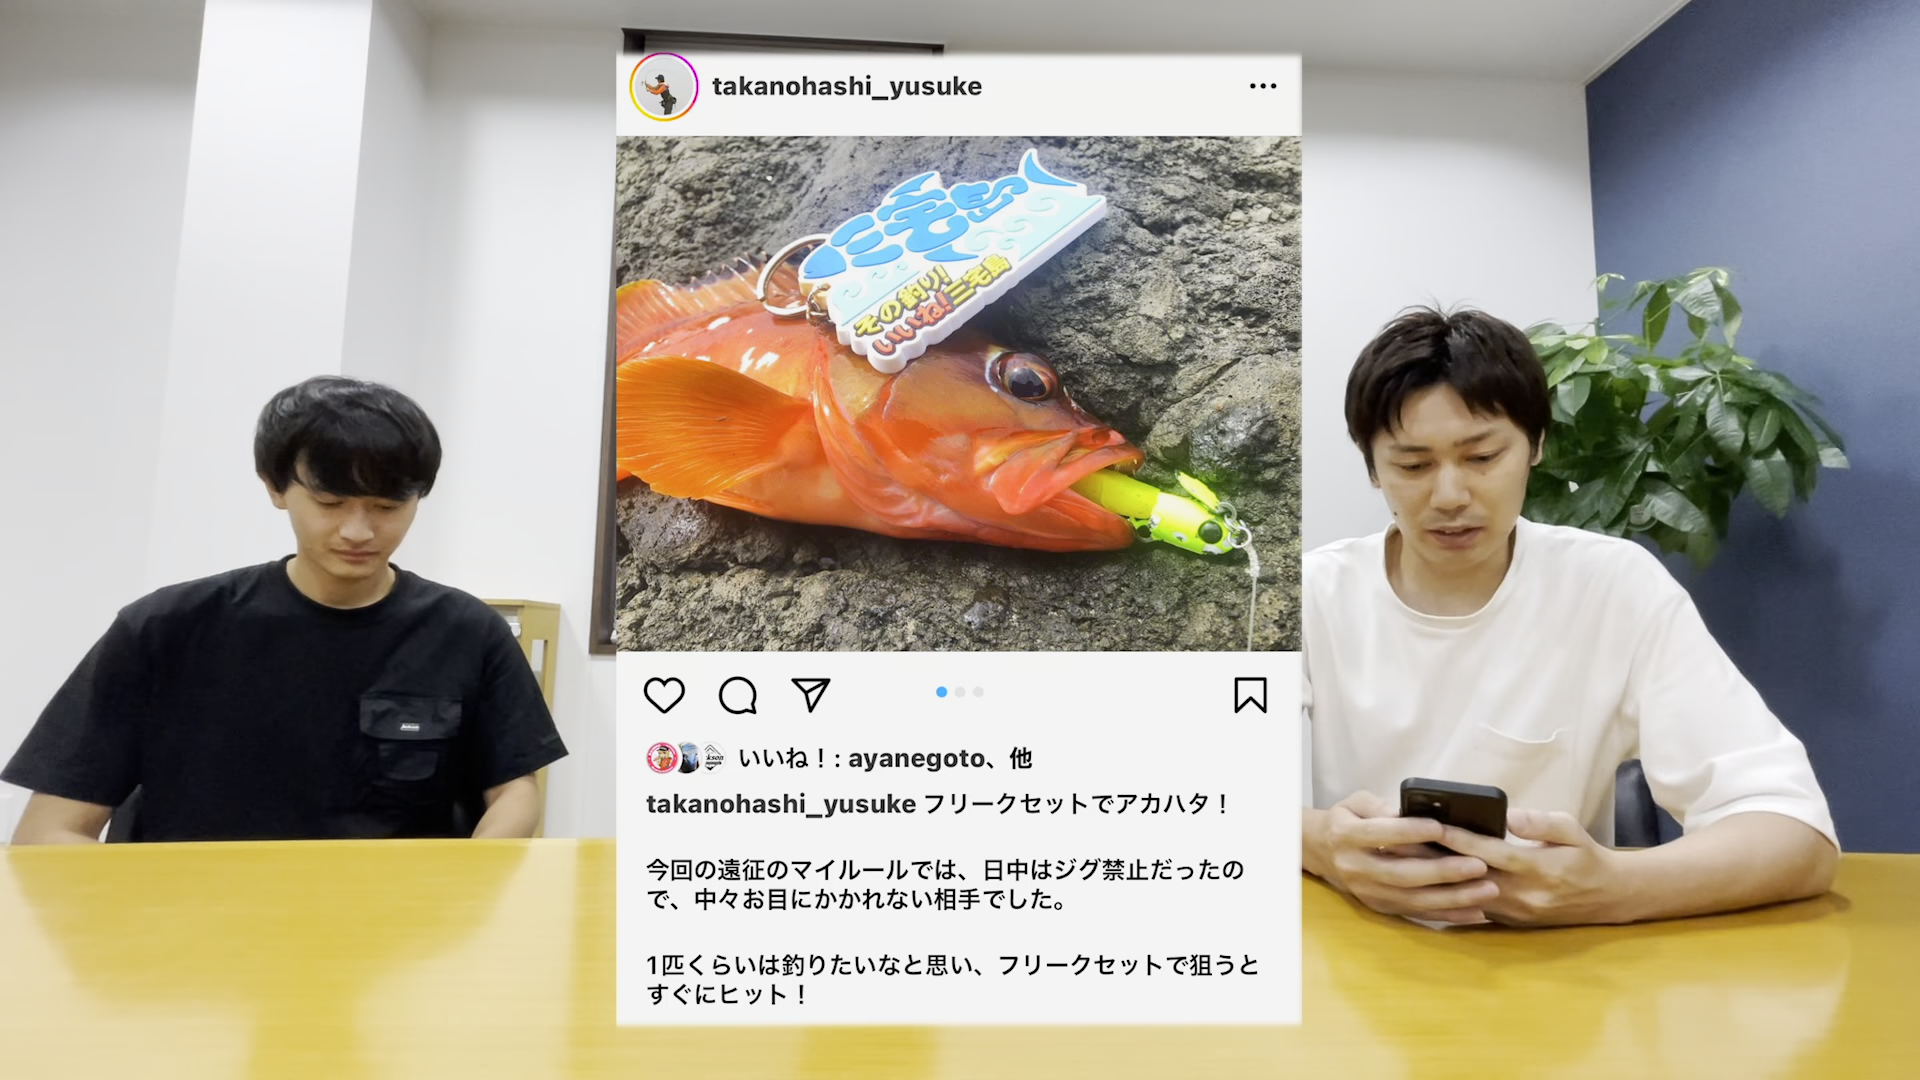 takanohashi_yusuke
三宅島
その釣り!
いいね!三宅島
いいね！: ayanegoto、他
takanohashi_yusuke フリークセットでアカハタ！
今回の遠征のマイルールでは、日中はジグ禁止だったの
で、中々お目にかかれない相手でした。
1匹くらいは釣りたいなと思い、フリークセットで狙うと
すぐにヒット！